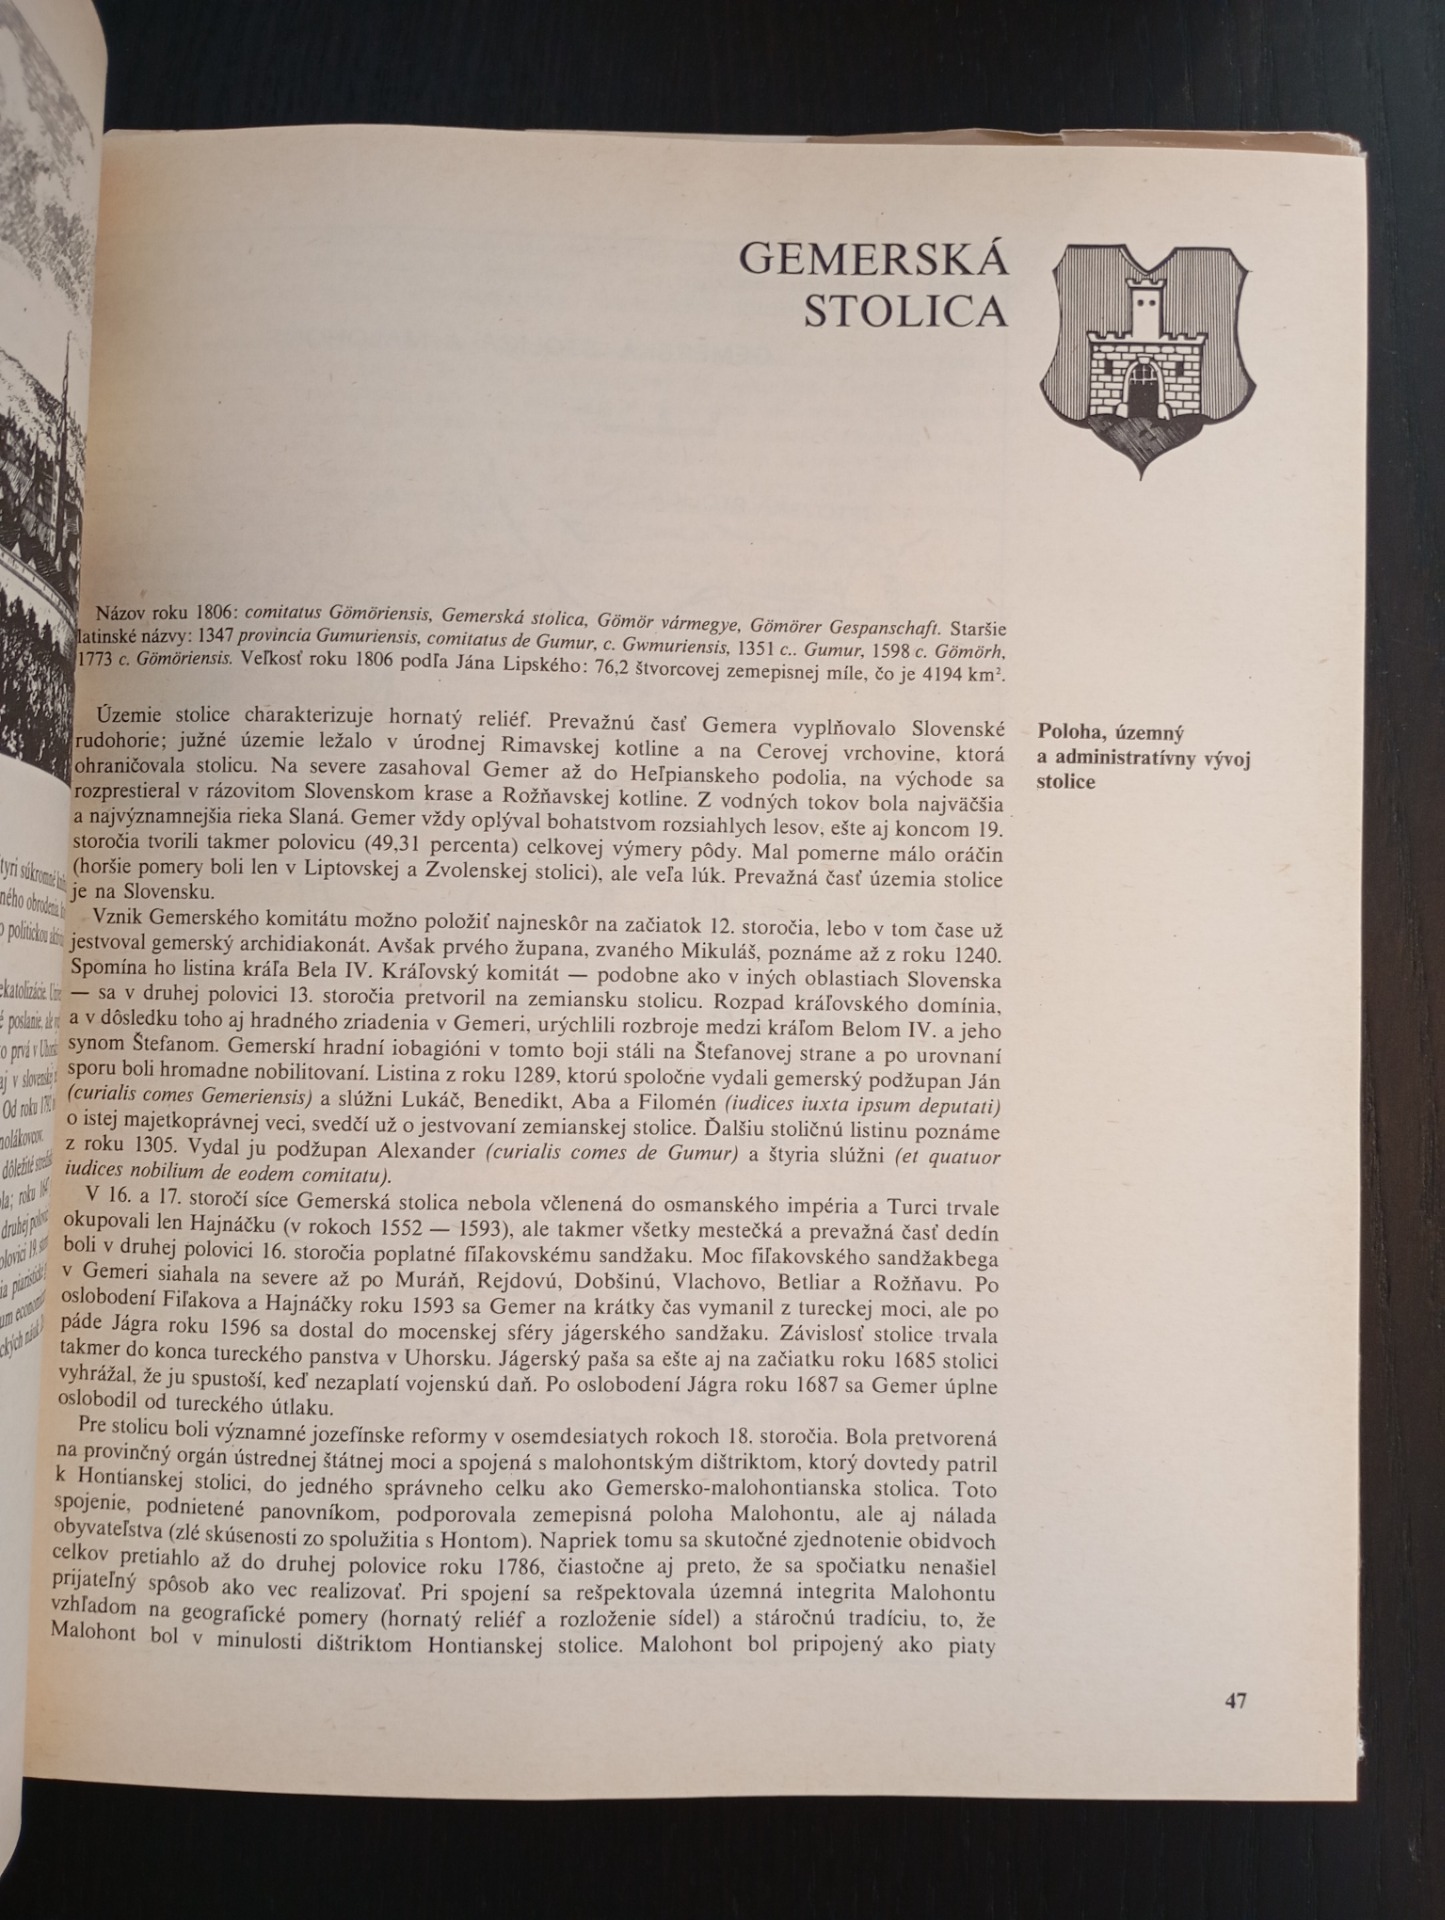 GEMERSKÁ
STOLICA
Názov roku 1806: comitatus Gömöriensis, Gemerská stolica, Gömör vármegye, Gömörer Gespanschaft. Staršie
latinské názvy: 1347 provincia Gumuriensis, comitatus de Gumur, c. Gwmuriensis, 1351 c.. Gumur, 1598 c. Gömörh,
1773 c. Gömöriensis. Veľkosť roku 1806 podľa Jána Lipského: 76,2 štvorcovej zemepisnej míle, čo je 4194 km².
Územie stolice charakterizuje hornatý reliéf. Prevažnú časť Gemera vyplňovalo Slovenské
rudohorie; južné územie ležalo v úrodnej Rimavskej kotline a na Cerovej vrchovine, ktorá
ohraničovala stolicu. Na severe zasahoval Gemer až do Heľpianskeho podolia, na východe sa
rozprestieral v rázovitom Slovenskom krase a Rožňavskej kotline. Z vodných tokov bola najväčšia
a najvýznamnejšia rieka Slaná. Gemer vždy oplýval bohatstvom rozsiahlych lesov, ešte aj koncom 19.
storočia tvorili takmer polovicu (49,31 percenta) celkovej výmery pôdy. Mal pomerne málo oráčin
(horšie pomery boli len v Liptovskej a Zvolenskej stolici), ale veľa lúk. Prevažná časť územia stolice
je na Slovensku.
Vznik Gemerského komitátu možno položiť najneskôr na začiatok 12. storočia, lebo v tom čase už
jestvoval gemerský archidiakonát. Avšak prvého župana, zvaného Mikuláš, poznáme až z roku 1240.
Spomína ho listina kráľa Bela IV. Kráľovský komitát — podobne ako v iných oblastiach Slovenska
— sa v druhej polovici 13. storočia pretvoril na zemiansku stolicu. Rozpad kráľovského domínia,
a v dôsledku toho aj hradného zriadenia v Gemeri, urýchlili rozbroje medzi kráľom Belom IV. a jeho
synom Štefanom. Gemerskí hradní iobagióni v tomto boji stáli na Štefanovej strane a po urovnaní
sporu boli hromadne nobilitovaní. Listina z roku 1289, ktorú spoločne vydali gemerský podžupan Ján
(curialis comes Gemeriensis) a slúžni Lukáč, Benedikt, Aba a Filomén (iudices iuxta ipsum deputati)
o istej majetkoprávnej veci, svedčí už o jestvovaní zemianskej stolice. Ďalšiu stoličnú listinu poznáme
z roku 1305. Vydal ju podžupan Alexander (curialis comes de Gumur) a štyria slúžni (et quatuor
iudices nobilium de eodem comitatu).
V 16. a 17. storočí síce Gemerská stolica nebola včlenená do osmanského impéria a Turci trvale
okupovali len Hajnáčku (v rokoch 1552 — 1593), ale takmer všetky mestečká a prevažná časť dedín
boli v druhej polovici 16. storočia poplatné fiľakovskému sandžaku. Moc fiľakovského sandžakbega
v Gemeri siahala na severe až po Muráň, Rejdovú, Dobšinú, Vlachovo, Betliar a Rožňavu. Po
oslobodení Fiľakova a Hajnáčky roku 1593 sa Gemer na krátky čas vymanil z tureckej moci, ale po
páde Jágra roku 1596 sa dostal do mocenskej sféry jágerského sandžaku. Závislosť stolice trvala
takmer do konca tureckého panstva v Uhorsku. Jágerský paša sa ešte aj na začiatku roku 1685 stolici
vyhrážal, že ju spustoší, keď nezaplatí vojenskú daň. Po oslobodení Jágra roku 1687 sa Gemer úplne
oslobodil od tureckého útlaku.
Pre stolicu boli významné jozefínske reformy v osemdesiatych rokoch 18. storočia. Bola pretvorená
na provinčný orgán ústrednej štátnej moci a spojená s malohontským dištriktom, ktorý dovtedy patril
k Hontianskej stolici, do jedného správneho celku ako Gemersko-malohontianska stolica. Toto
spojenie, podnietené panovníkom, podporovala zemepisná poloha Malohontu, ale aj nálada
obyvateľstva (zlé skúsenosti zo spolužitia s Hontom). Napriek tomu sa skutočné zjednotenie obidvoch
celkov pretiahlo až do druhej polovice roku 1786, čiastočne aj preto, že sa spočiatku nenašiel
prijateľný spôsob ako vec realizovať. Pri spojení sa rešpektovala územná integrita Malohontu
vzhľadom na geografické pomery (hornatý reliéf a rozloženie sídel) a stáročnú tradíciu, to, že
Malohont bol v minulosti dištriktom Hontianskej stolice. Malohont bol pripojený ako piaty
Poloha, územný
a administratívny vývoj
stolice
47